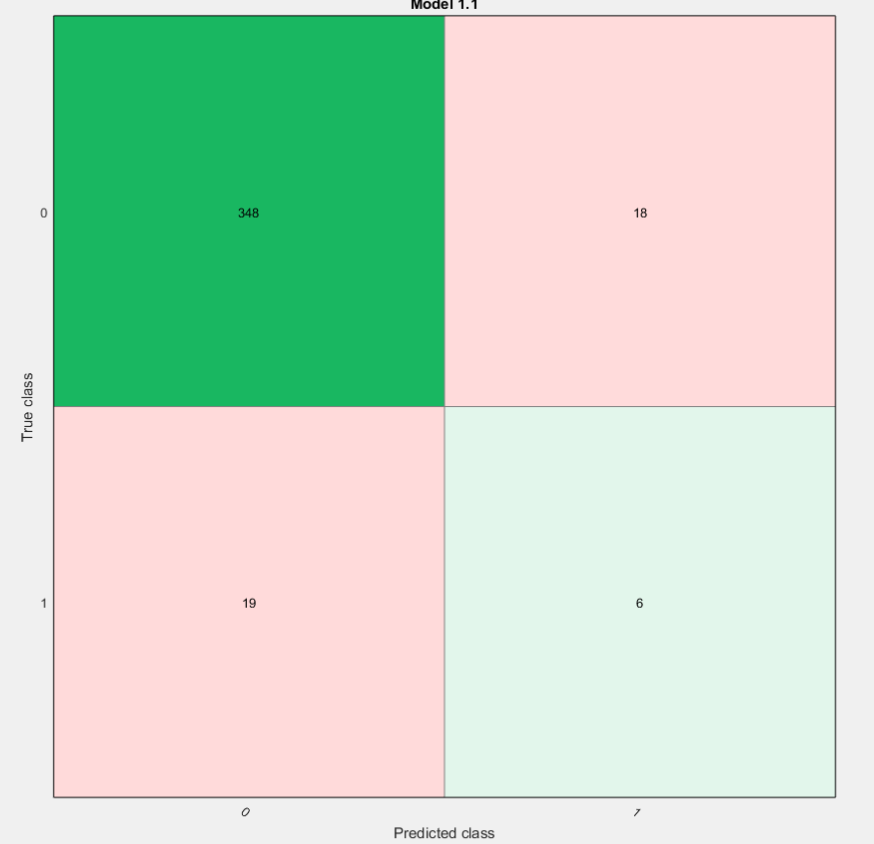 Model 1.1
0
348
18
True class
1
19
6
0
1
Predicted class